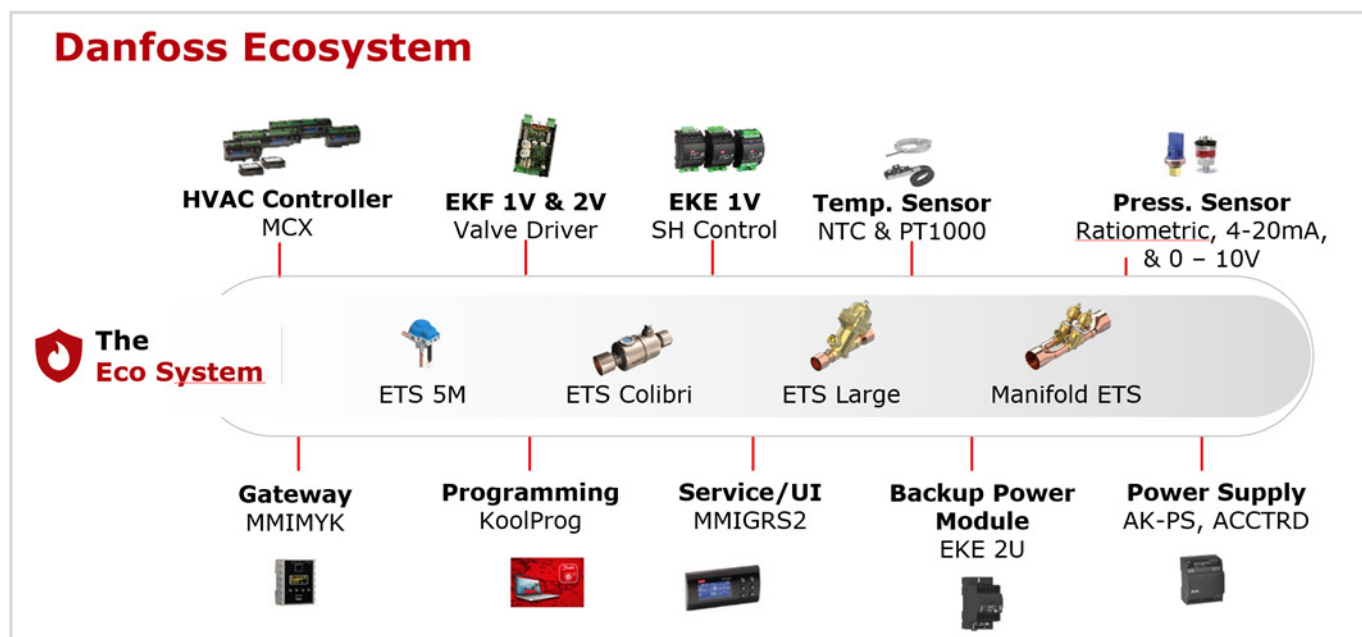 Danfoss Ecosystem
HVAC Controller
MCX
EKF 1V & 2V
Valve Driver
EKE 1V
SH Control
Temp. Sensor
NTC & PT1000
Press. Sensor
Ratiometric, 4-20mA,
& 0 – 10V
The
Eco System
ETS 5M
ETS Colibri
ETS Large
Manifold ETS
Gateway
MMIMYK
Programming
KoolProg
Service/UI
MMIGRS2
Backup Power
Module
EKE 2U
Power Supply
AK-PS, ACCTRD